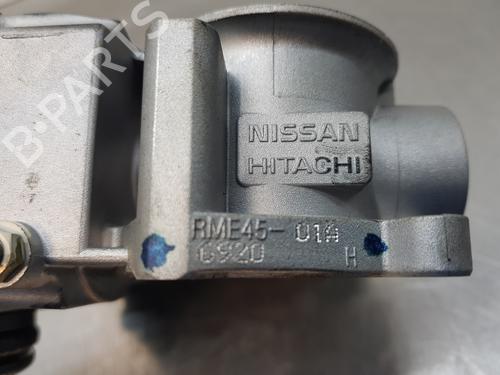 B-PARTS
NISSAN
HITACHI
RME45-01A
6920 H